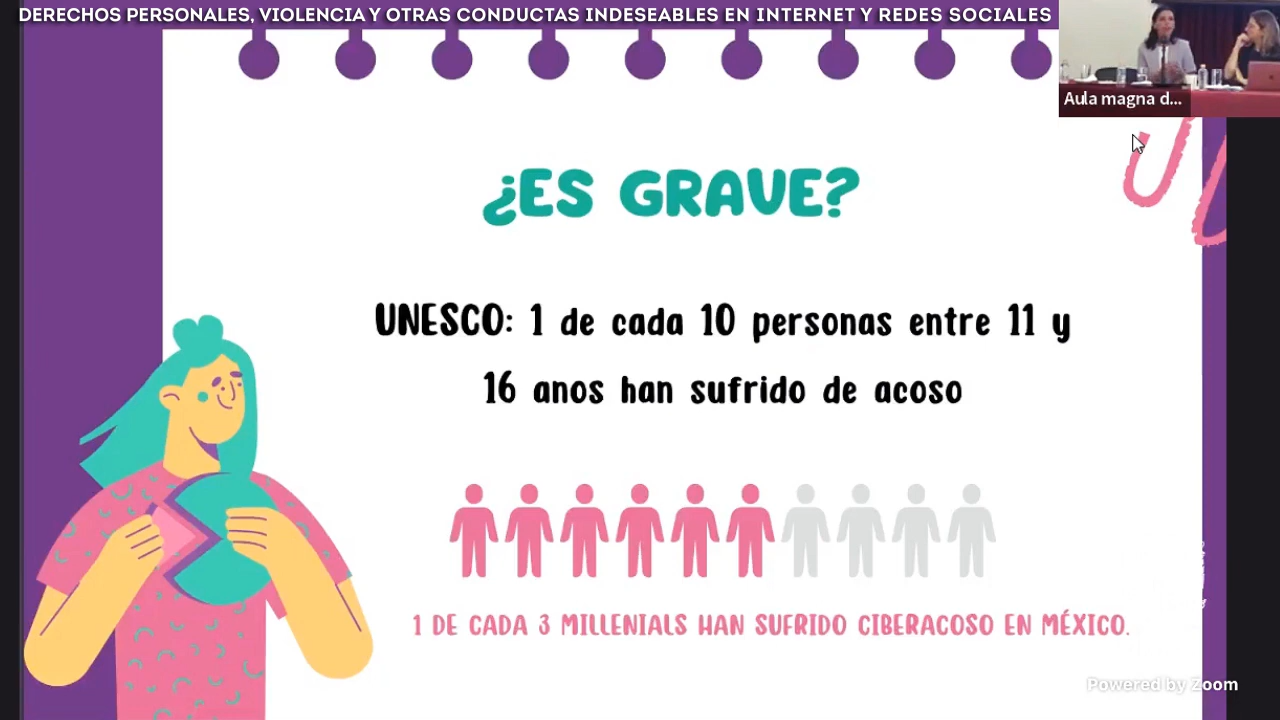 DERECHOS PERSONALES, VIOLENCIA Y OTRAS CONDUCTAS INDESEABLES EN INTERNET Y REDES SOCIALES
Aula magna d...
¿ES GRAVE?
UNESCO: 1 de cada 10 personas entre 11 y
16 anos han sufrido de acoso
1 DE CADA 3 MILLENIALS HAN SUFRIDO CIBERACOSO EN MÉXICO.
Powered by Zoom